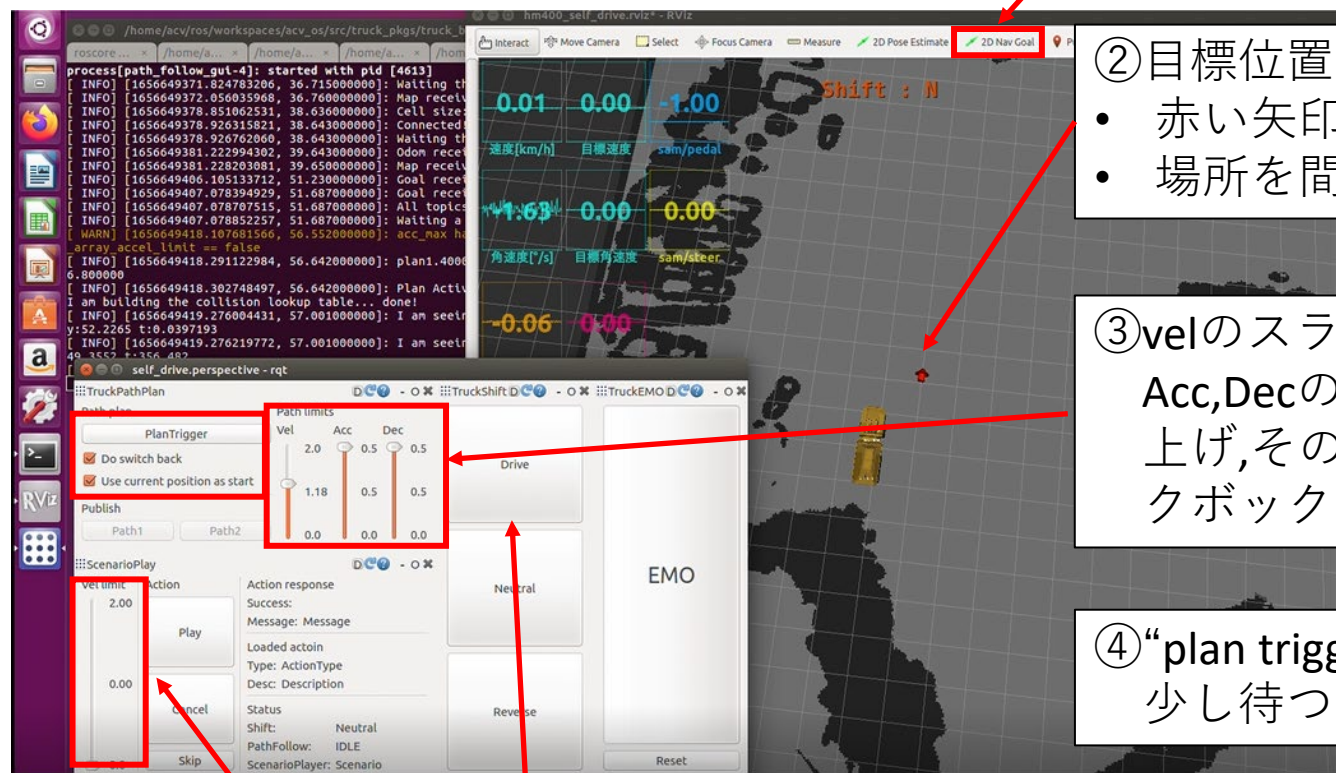 /home/acv/ros/workspaces/acv_os/src/truck_pkgs/truck_b
roscore ... × /home/a... × /home/a... × /home/a... × /hom
process[path_follow_gui-4]: started with pid [4613]
[ INFO] [1656649371.824783206, 36.715000000]: Waiting th
[ INFO] [1656649372.056035968, 36.760000000]: Map receiv
[ INFO] [1656649378.851062531, 38.636000000]: Cell size:
[ INFO] [1656649378.926315821, 38.643000000]: Connected!
[ INFO] [1656649378.926762060, 38.643000000]: Waiting th
[ INFO] [1656649381.222994302, 39.643000000]: Odom recei
[ INFO] [1656649381.228203081, 39.650000000]: Map receiv
[ INFO] [1656649406.105133712, 51.230000000]: Goal recei
[ INFO] [1656649407.078394929, 51.687000000]: Goal recei
[ INFO] [1656649407.078707515, 51.687000000]: All topics
[ INFO] [1656649407.078852257, 51.687000000]: Waiting a
[ WARN] [1656649418.107681566, 56.552000000]: acc_max ha
_array_accel_limit == false
[ INFO] [1656649418.291122984, 56.642000000]: plan1.4000
6.800000
[ INFO] [1656649418.302748497, 56.642000000]: Plan Activ
I am building the collision lookup table... done!
[ INFO] [1656649419.276004431, 57.001000000]: I am seein
y:52.2265 t:0.0397193
[ INFO] [1656649419.276219772, 57.001000000]: I am seein
49.3552 t:356.482
hm400_self_drive.rviz* - RViz
Interact Move Camera Select Focus Camera Measure 2D Pose Estimate 2D Nav Goal
Shift : N
0.01 0.00 -1.00
速度[km/h] 目標速度 sam/pedal
-1.63 0.00 0.00
角速度[°/s] 目標角速度 sam/steer
-0.06 0.00
②目標位置
• 赤い矢印
• 場所を間
③velのスラ
Acc,Decの
上げ,その
クボック
④“plan trigg
少し待つ
self_drive.perspective - rqt
TruckPathPlan
Path plan
PlanTrigger
Do switch back
Use current position as start
Publish
Path1 Path2
Path limits
Vel Acc Dec
2.0 0.5 0.5
1.18 0.5 0.5
0.0 0.0 0.0
TruckShift
Drive
Neutral
Reverse
TruckEMO
EMO
Reset
ScenarioPlay
Vel limit
2.00
0.00
Action
Play
Cancel
Skip
Action response
Success:
Message: Message
Loaded actoin
Type: ActionType
Desc: Description
Status
Shift: Neutral
PathFollow: IDLE
ScenarioPlayer: Scenario
RViz